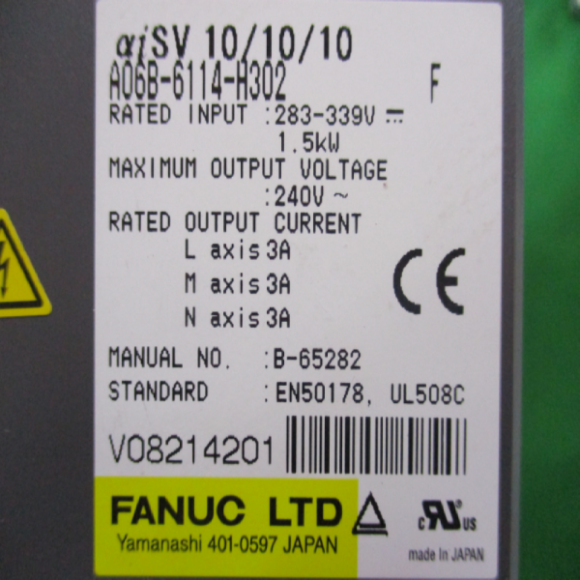 αiSV 10/10/10
A06B-6114-H302 F
RATED INPUT :283-339V ⎓
1.5kW
MAXIMUM OUTPUT VOLTAGE
:240V ~
RATED OUTPUT CURRENT
L axis 3A
M axis 3A
N axis 3A
CE
MANUAL NO. :B-65282
STANDARD :EN50178, UL508C
V08214201
FANUC LTD
Yamanashi 401-0597 JAPAN
c RU US
made in JAPAN